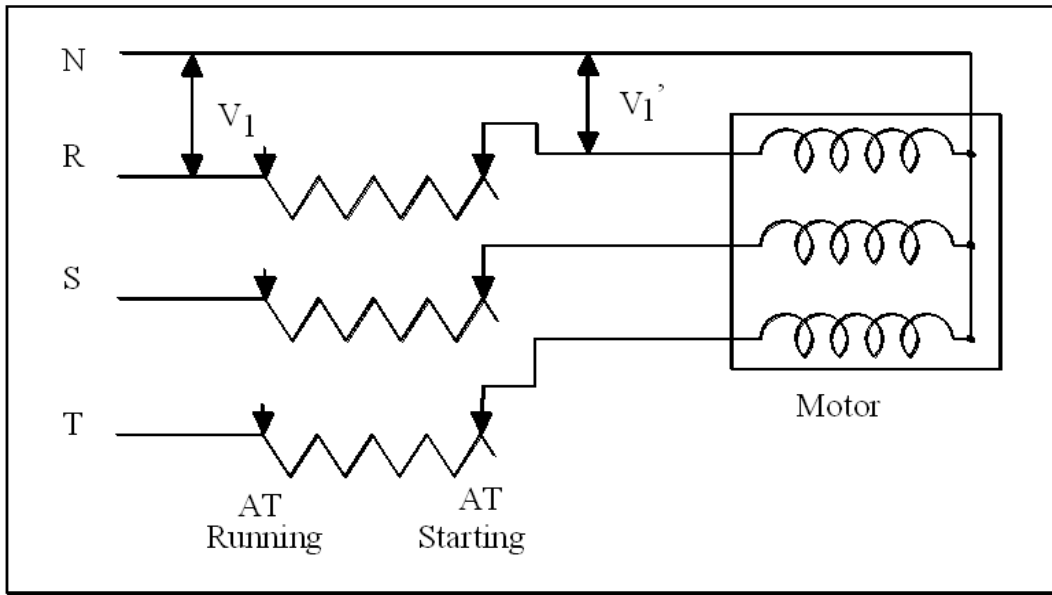 N
V1
V1’
R
S
T
Motor
AT
Running
AT
Starting